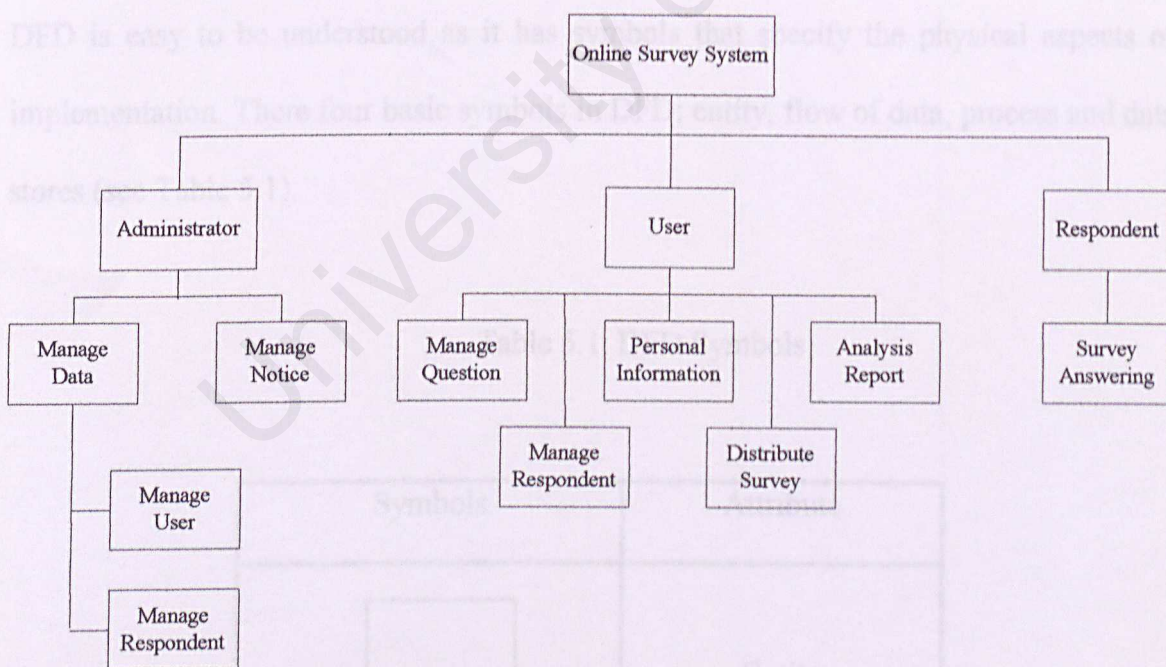 DFD is easy to be understood as it has symbols that specify the physical aspects of
implementation. There four basic symbols in DFD; entity, flow of data, process and data
stores (see Table 5.1).
Online Survey System
Administrator
User
Respondent
Manage
Data
Manage
Notice
Manage
Question
Personal
Information
Analysis
Report
Survey
Answering
Table 5.1 DFD Symbols
Manage
Respondent
Distribute
Survey
Manage
User
Symbols
Attribute
Manage
Respondent
University